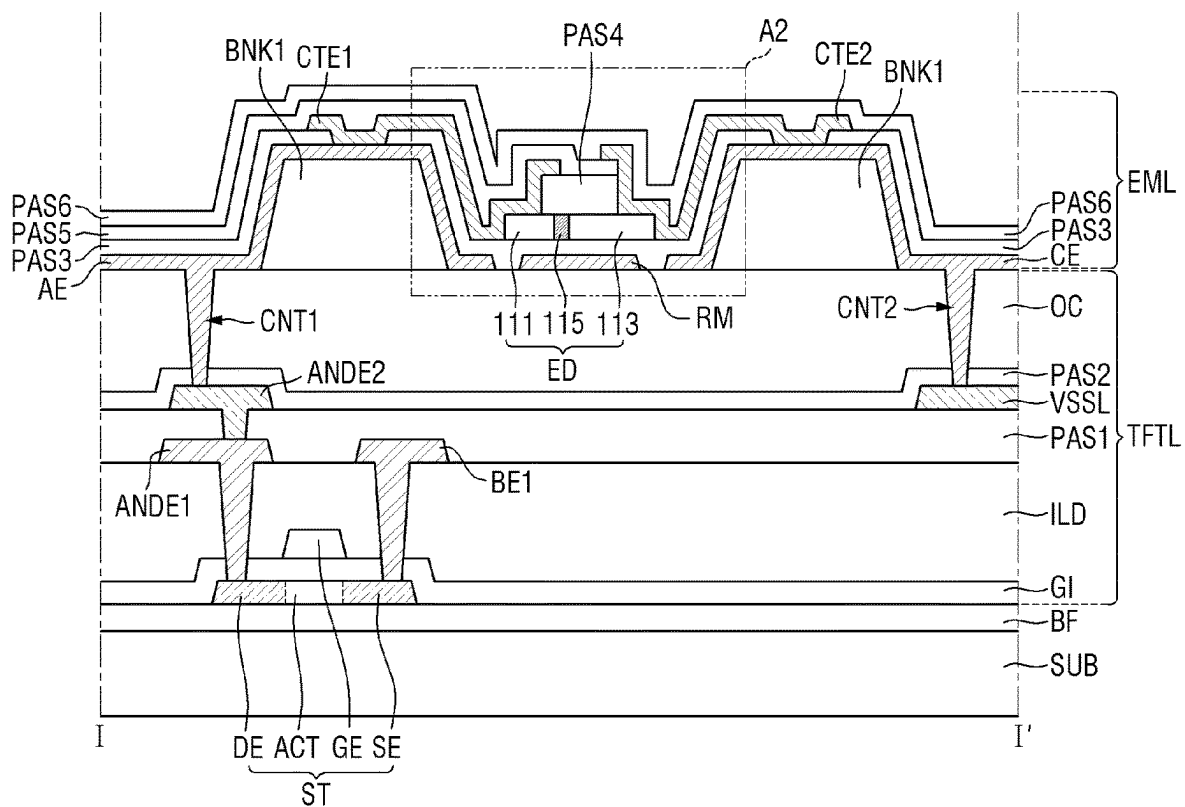 A2
PAS4
BNK1
CTE1
CTE2
BNK1
EML
PAS6
PAS5
PAS3
AE
PAS6
PAS3
CE
CNT1
111 115 113
ED
RM
CNT2
OC
ANDE2
PAS2
VSSL
PAS1
TFTL
ANDE1
BE1
ILD
GI
BF
SUB
I
I'
DE ACT GE SE
ST